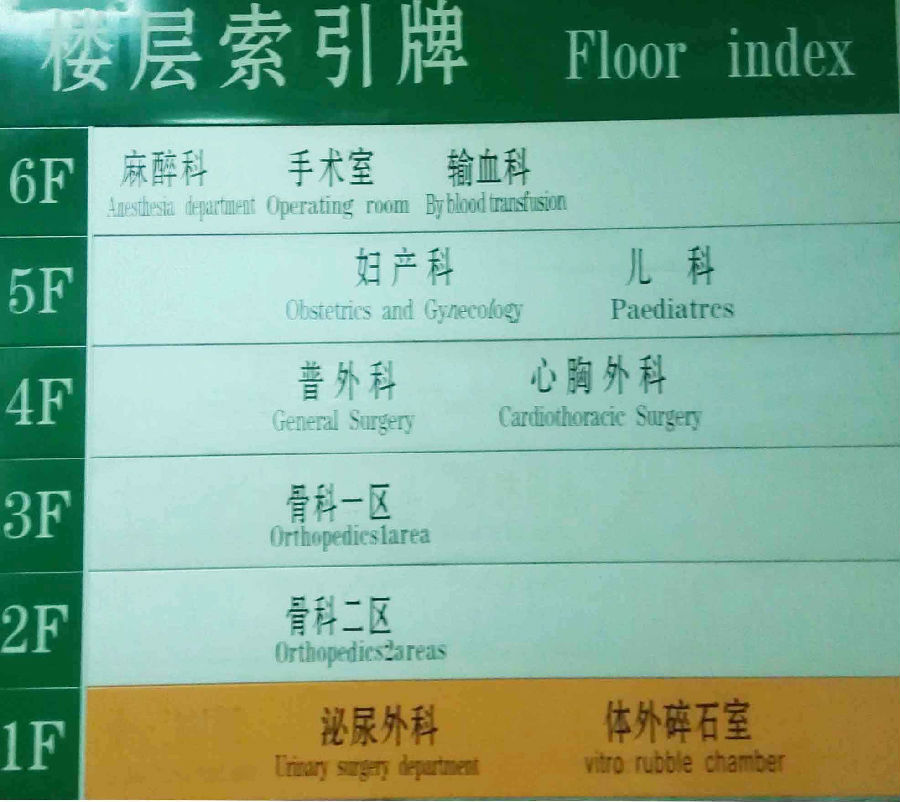 楼层索引牌 Floor index
6F 麻醉科 手术室 输血科
Anesthesia department Operating room By blood transfusion
5F 妇产科 儿科
Obstetrics and Gynecology Paediatres
4F 普外科 心胸外科
General Surgery Cardiothoracic Surgery
3F 骨科一区
Orthopedics1area
2F 骨科二区
Orthopedics2areas
1F 泌尿外科 体外碎石室
Urinary surgery department vitro rubble chamber